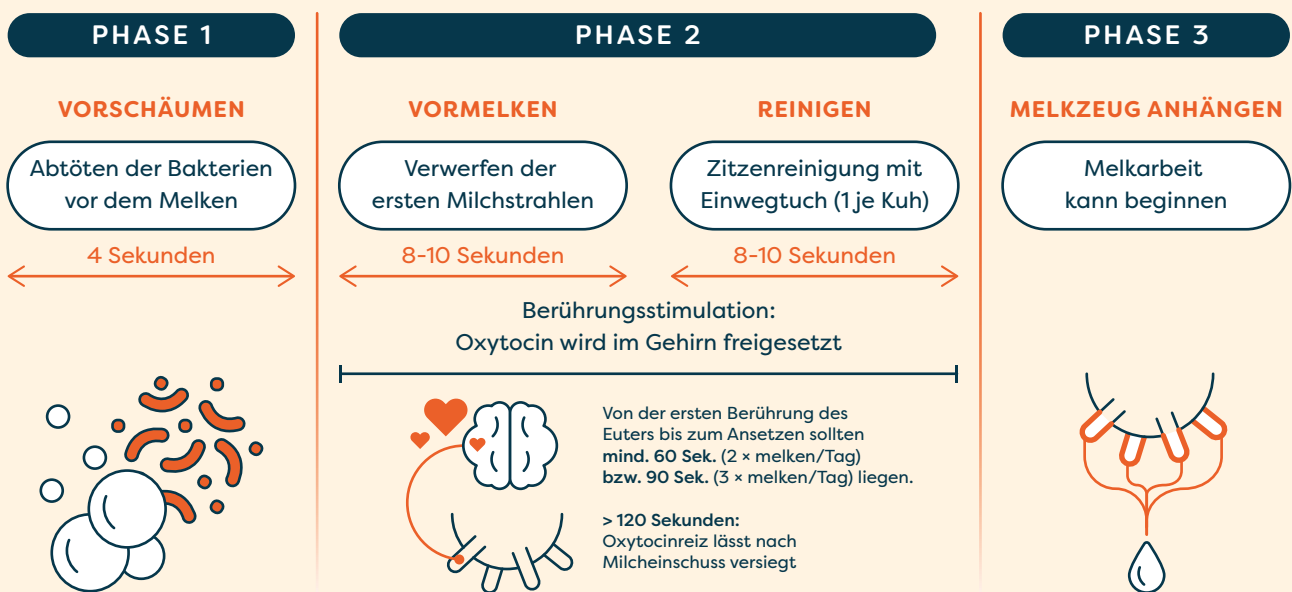 PHASE 1
VORSCHÄUMEN
Abtöten der Bakterien
vor dem Melken
4 Sekunden
PHASE 2
VORMELKEN
Verwerfen der
ersten Milchstrahlen
8-10 Sekunden
REINIGEN
Zitzenreinigung mit
Einwegtuch (1 je Kuh)
8-10 Sekunden
Berührungsstimulation:
Oxytocin wird im Gehirn freigesetzt
Von der ersten Berührung des
Euters bis zum Ansetzen sollten
mind. 60 Sek. (2 × melken/Tag)
bzw. 90 Sek. (3 × melken/Tag) liegen.
> 120 Sekunden:
Oxytocinreiz lässt nach
Milcheinschuss versiegt
PHASE 3
MELKZEUG ANHÄNGEN
Melkarbeit
kann beginnen